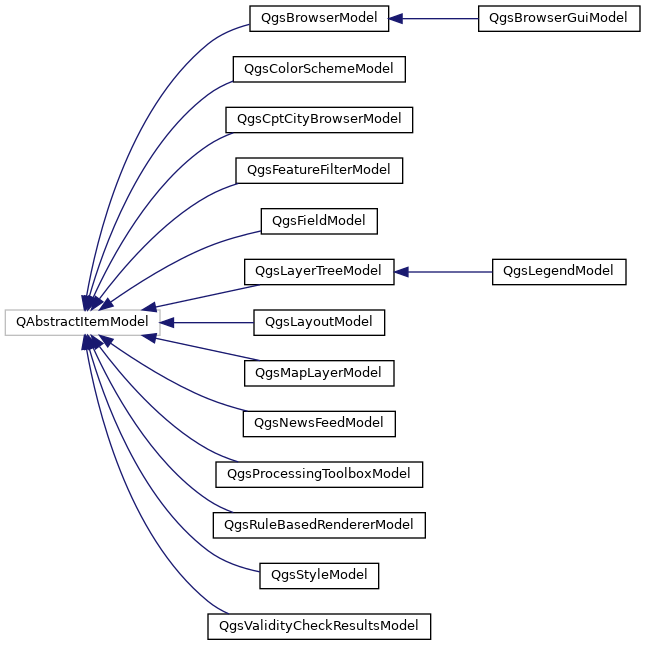 QgsBrowserModel
QgsBrowserGuiModel
QgsColorSchemeModel
QgsCptCityBrowserModel
QgsFeatureFilterModel
QgsFieldModel
QgsLayerTreeModel
QgsLegendModel
QAbstractItemModel
QgsLayoutModel
QgsMapLayerModel
QgsNewsFeedModel
QgsProcessingToolboxModel
QgsRuleBasedRendererModel
QgsStyleModel
QgsValidityCheckResultsModel